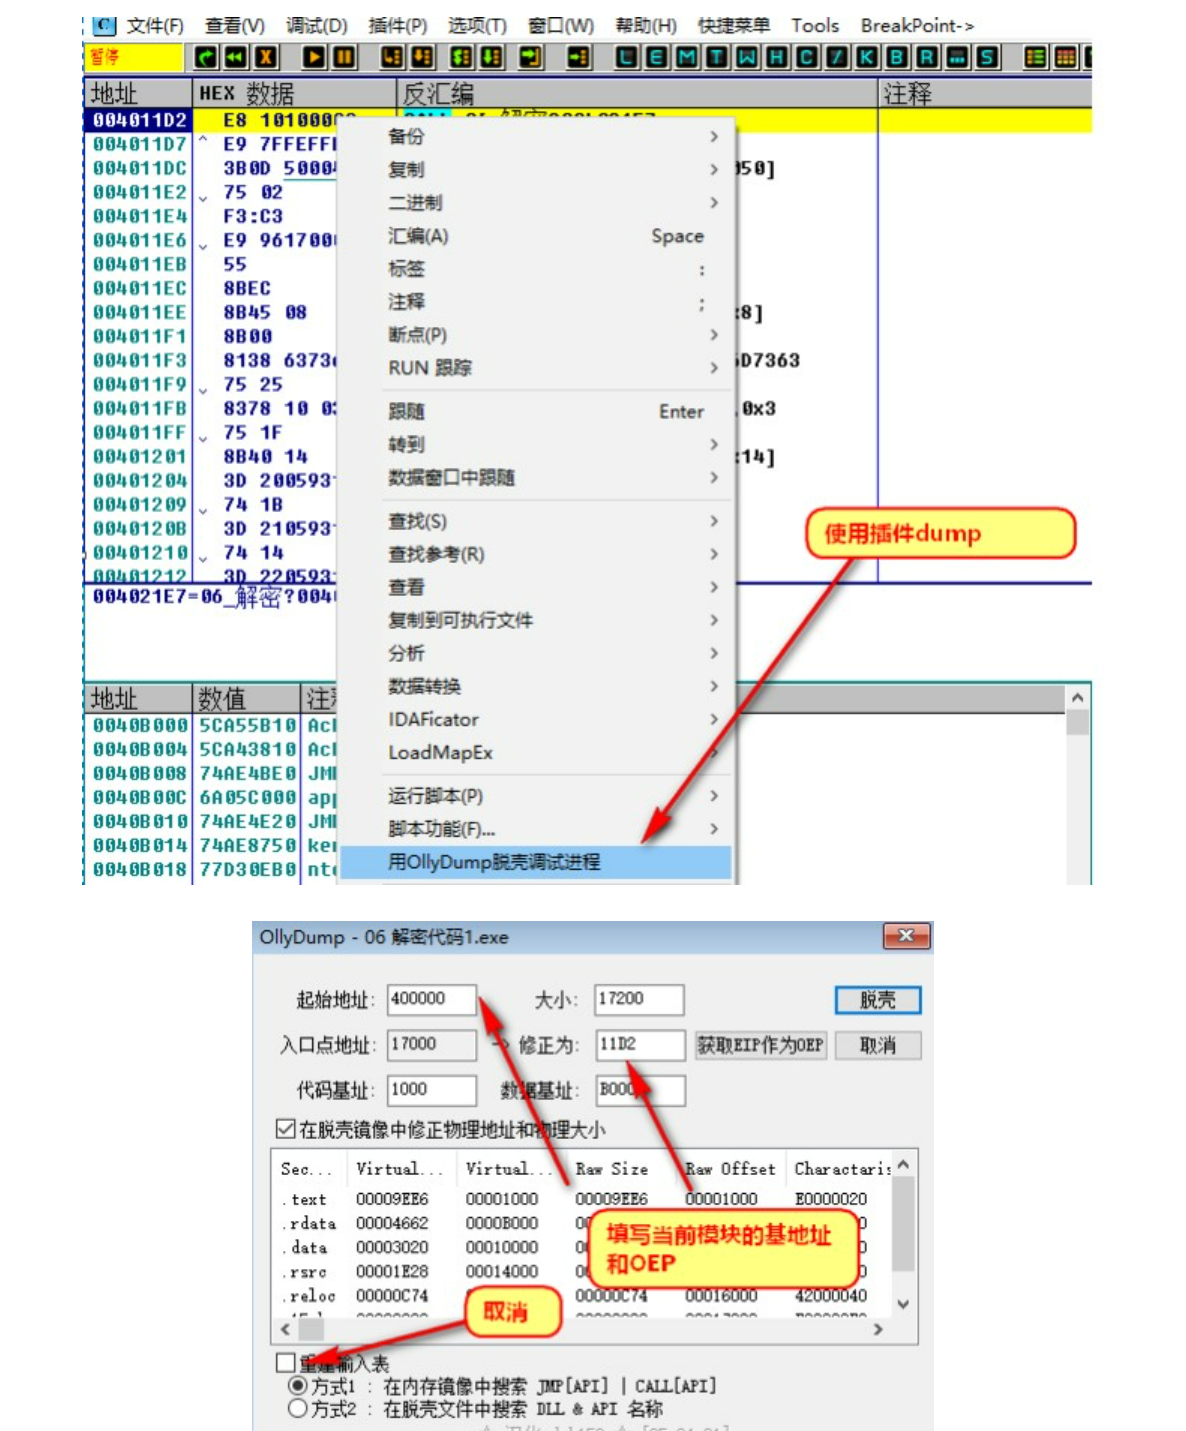 C 文件(F) 查看(V) 调试(D) 插件(P) 选项(T) 窗口(W) 帮助(H) 快捷菜单 Tools BreakPoint->
暂停 L E M T W H C / K B R ... S
地址 HEX 数据 反汇编 注释
004011D2 E8 10100000
004011D7 ^ E9 7FFEFFF
004011DC 3B0D 50004 050]
004011E2 75 02
004011E4 F3:C3
004011E6 E9 9617000
004011EB 55
004011EC 8BEC
004011EE 8B45 08 :8]
004011F1 8B00
004011F3 8138 6373 D7363
004011F9 75 25
004011FB 8378 10 03 ,0x3
004011FF 75 1F
00401201 8B40 14 :14]
00401204 3D 2005931
00401209 74 1B
0040120B 3D 2105931
00401210 74 14
00401212 3D 2205931
004021E7=06_解密?004
备份 >
复制 >
二进制 >
汇编(A) Space
标签 :
注释 ;
断点(P) >
RUN 跟踪 >
跟随 Enter
转到 >
数据窗口中跟随 >
查找(S) >
查找参考(R) >
查看 >
复制到可执行文件 >
分析 >
数据转换 >
IDAFicator >
LoadMapEx >
运行脚本(P) >
脚本功能(F)... >
用OllyDump脱壳调试进程
使用插件dump
地址 数值 注释
0040B000 5CA55B10 Acl
0040B004 5CA43810 Acl
0040B008 74AE4BE0 JMP
0040B00C 6A05C000 app
0040B010 74AE4E20 JMP
0040B014 74AE8750 ker
0040B018 77D30EB0 ntd
OllyDump - 06 解密代码1.exe
起始地址: 400000 大小: 17200 脱壳
入口点地址: 17000 -> 修正为: 11D2 获取EIP作为OEP 取消
代码基址: 1000 数据基址: B000
在脱壳镜像中修正物理地址和物理大小
Sec... Virtual... Virtual... Raw Size Raw Offset Charactaris
.text 00009EE6 00001000 00009EE6 00001000 E0000020
.rdata 00004662 0000B000
.data 00003020 00010000
.rsrc 00001E28 00014000
.reloc 00000C74 00000C74 00016000 42000040
填写当前模块的基地址
和OEP
取消
重建输入表
方式1 : 在内存镜像中搜索 JMP[API] | CALL[API]
方式2 : 在脱壳文件中搜索 DLL & API 名称